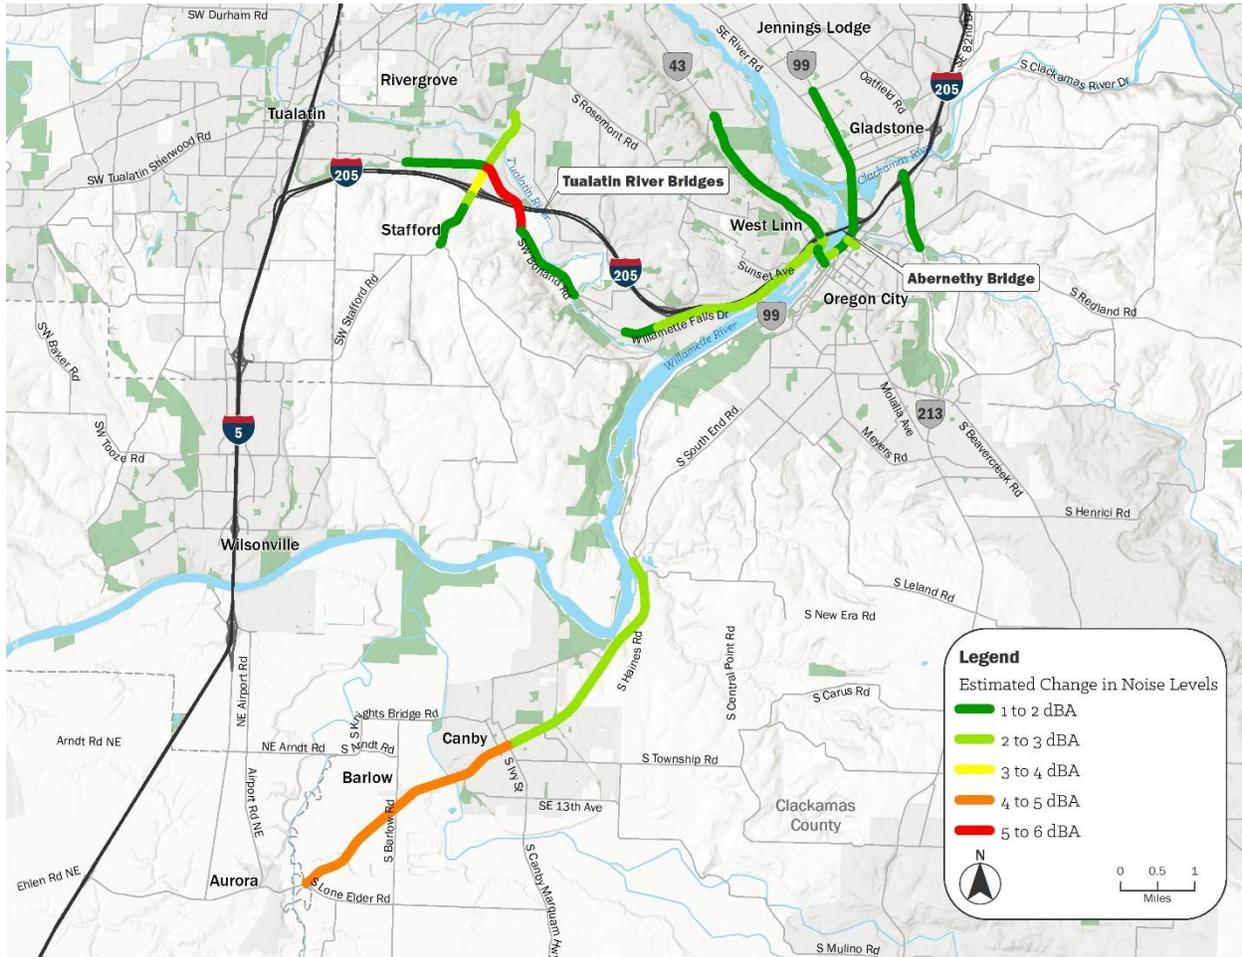 SW Durham Rd
Jennings Lodge
SE River Rd
SE 82nd D
43
99
Rivergrove
Oatfield Rd
205
S Clackamas River Dr
Tualatin
S Rosemont Rd
Gladstone
SW Tualatin Sherwood Rd
Clackamas River
205
Tualatin River
Tualatin River Bridges
Stafford
West Linn
SW Borland Rd
205
Sunset Ave
Abernethy Bridge
Oregon City
S Redland Rd
SW Stafford Rd
99
Willamette Falls Dr
Willamette River
SW Baker Rd
Molalla Ave
213
5
S South End Rd
Meyers Rd
S Beavercreek Rd
SW Tooze Rd
S Henrici Rd
Wilsonville
S Leland Rd
S New Era Rd
S Haines Rd
S Central Point Rd
NE Airport Rd
S Carus Rd
S Knights Bridge Rd
Arndt Rd NE
NE Arndt Rd
S Arndt Rd
Canby
S Township Rd
S Ivy St
Barlow
Airport Rd NE
S Barlow Rd
SE 13th Ave
Clackamas
County
Ehlen Rd NE
Aurora
S Lone Elder Rd
S Canby Marquam Hwy
S Mulino Rd
Legend
Estimated Change in Noise Levels
1 to 2 dBA
2 to 3 dBA
3 to 4 dBA
4 to 5 dBA
5 to 6 dBA
N
0 0.5 1
Miles